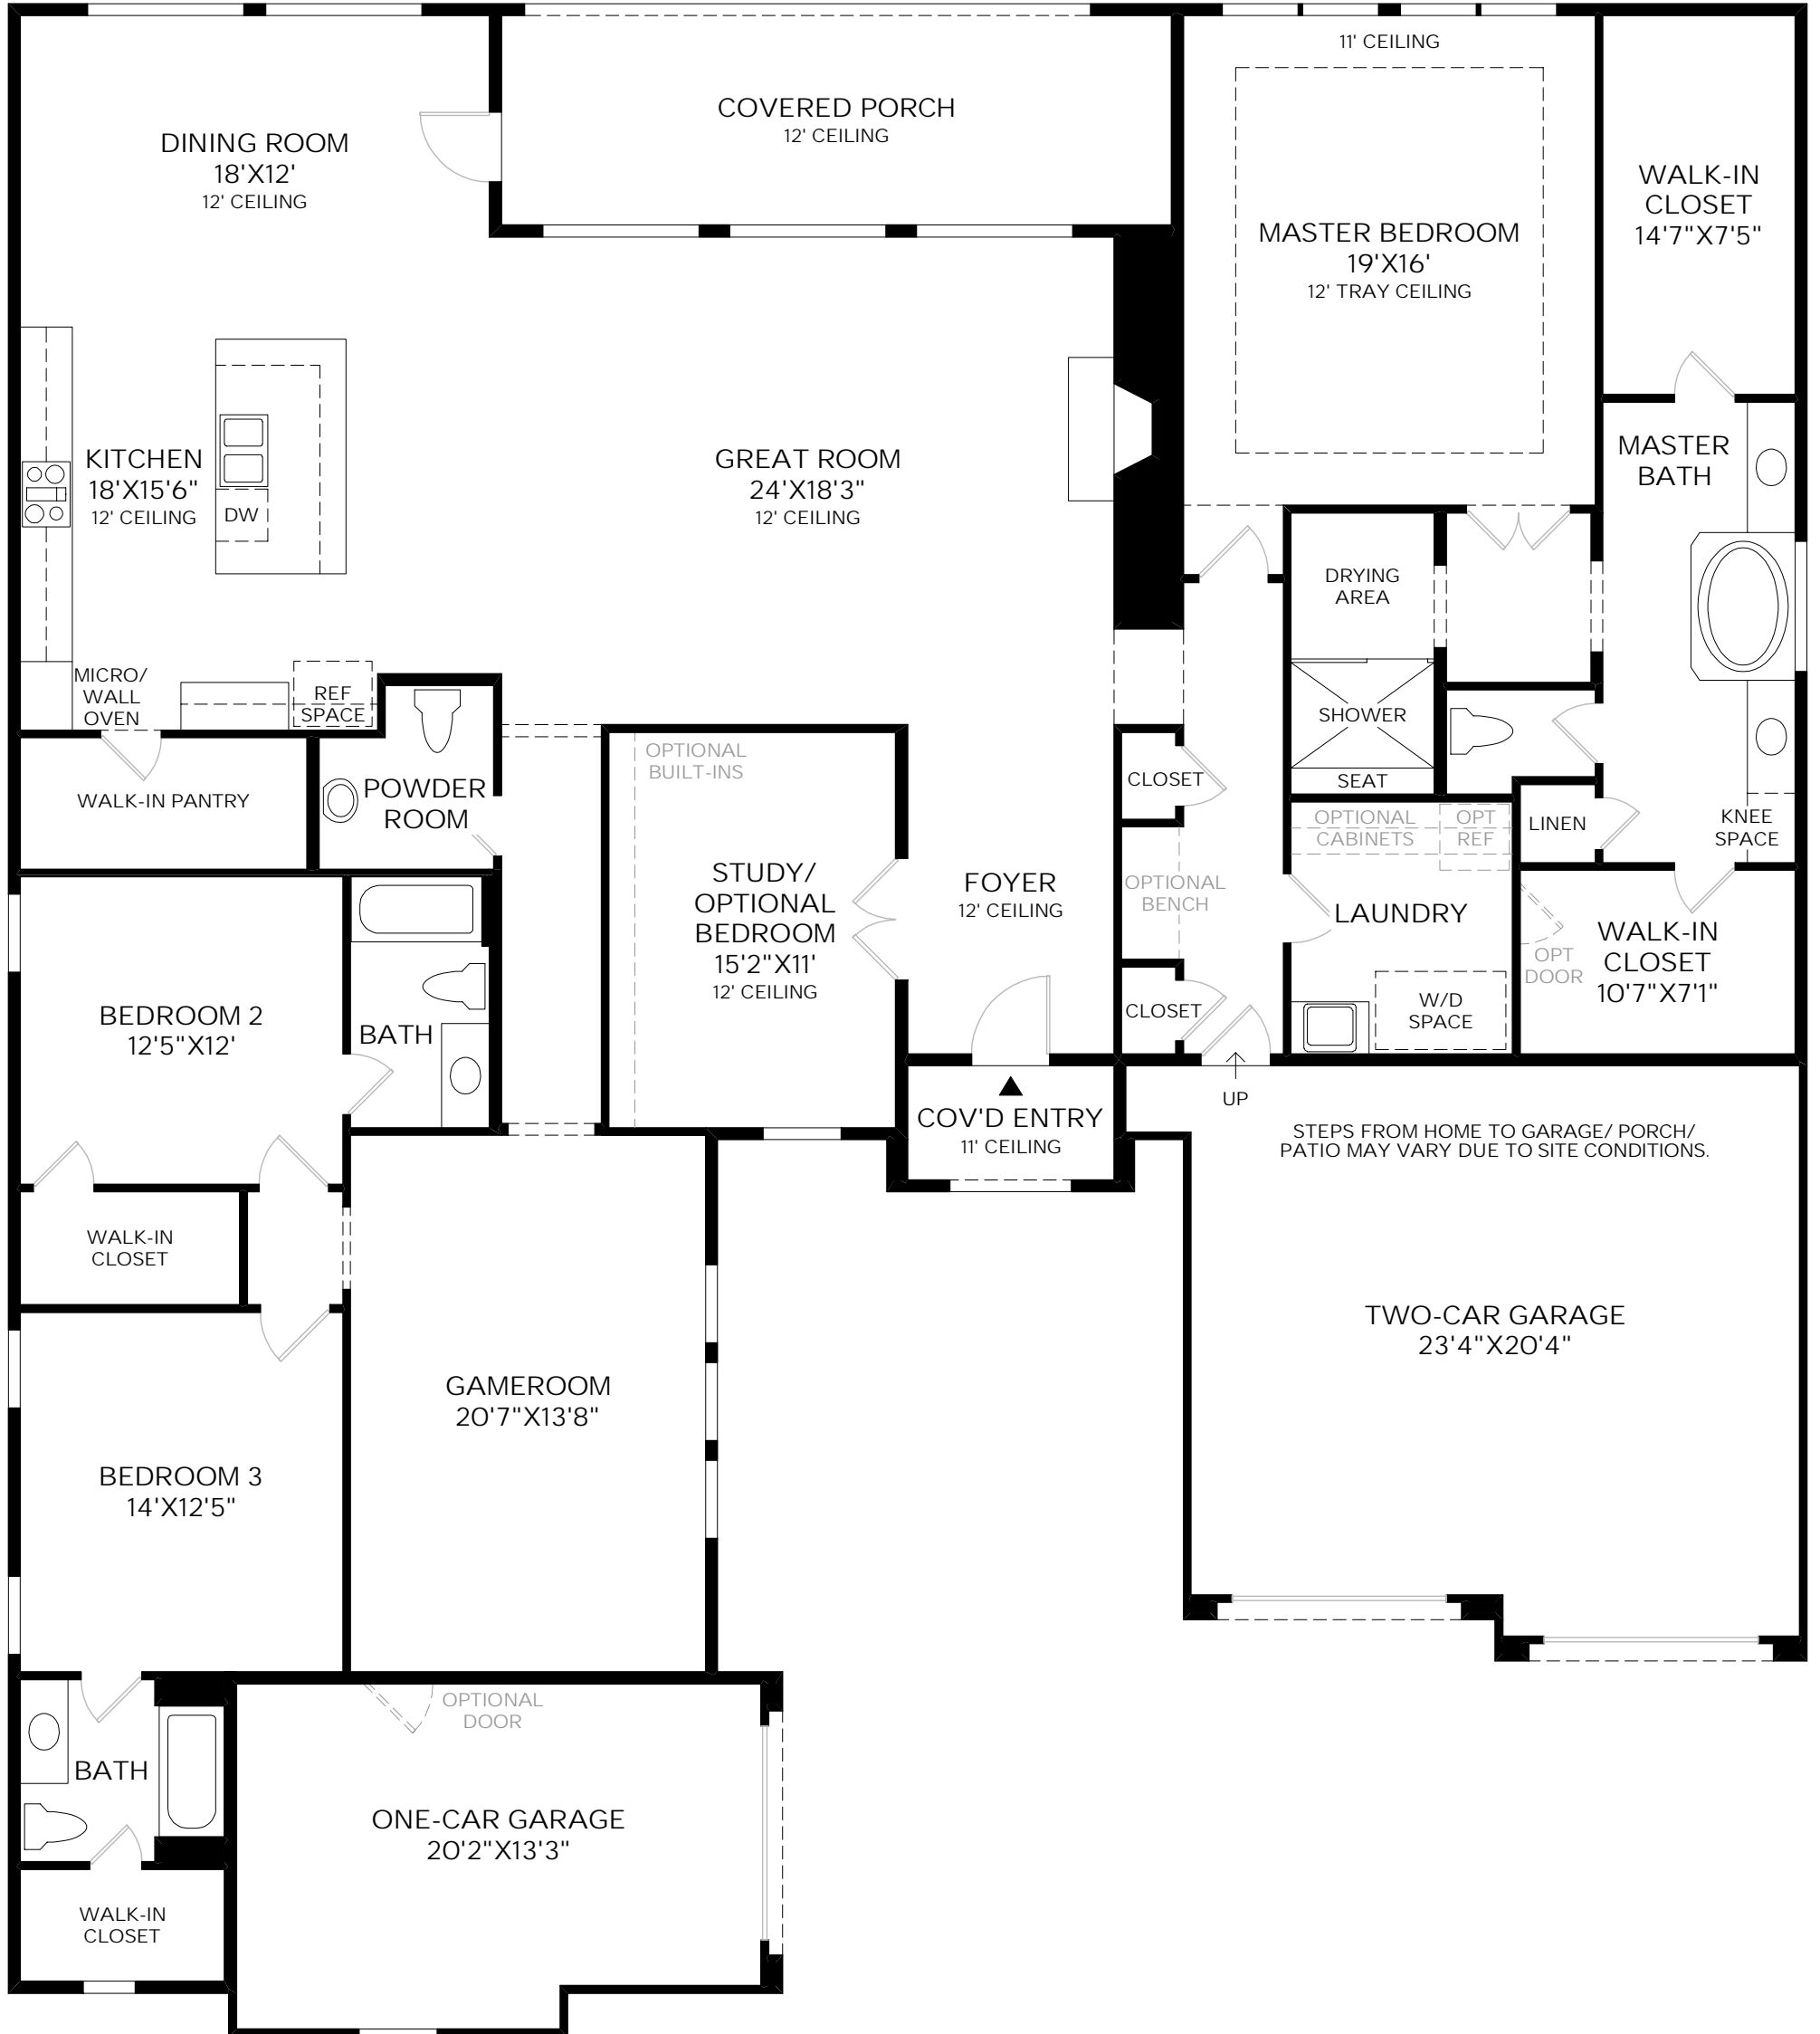 11' CEILING
COVERED PORCH
12' CEILING
DINING ROOM
18'X12'
12' CEILING
WALK-IN
CLOSET
14'7"X7'5"
MASTER BEDROOM
19'X16'
12' TRAY CEILING
KITCHEN
18'X15'6"
12' CEILING
DW
GREAT ROOM
24'X18'3"
12' CEILING
MASTER
BATH
DRYING
AREA
MICRO/
WALL
OVEN
REF
SPACE
SHOWER
SEAT
OPTIONAL
BUILT-INS
CLOSET
WALK-IN PANTRY
POWDER
ROOM
OPTIONAL
CABINETS
OPT
REF
LINEN
KNEE
SPACE
STUDY/
OPTIONAL
BEDROOM
15'2"X11'
12' CEILING
FOYER
12' CEILING
OPTIONAL
BENCH
LAUNDRY
OPT
DOOR
WALK-IN
CLOSET
10'7"X7'1"
BEDROOM 2
12'5"X12'
BATH
CLOSET
W/D
SPACE
UP
COV'D ENTRY
11' CEILING
STEPS FROM HOME TO GARAGE/ PORCH/
PATIO MAY VARY DUE TO SITE CONDITIONS.
WALK-IN
CLOSET
TWO-CAR GARAGE
23'4"X20'4"
GAMEROOM
20'7"X13'8"
BEDROOM 3
14'X12'5"
OPTIONAL
DOOR
BATH
ONE-CAR GARAGE
20'2"X13'3"
WALK-IN
CLOSET